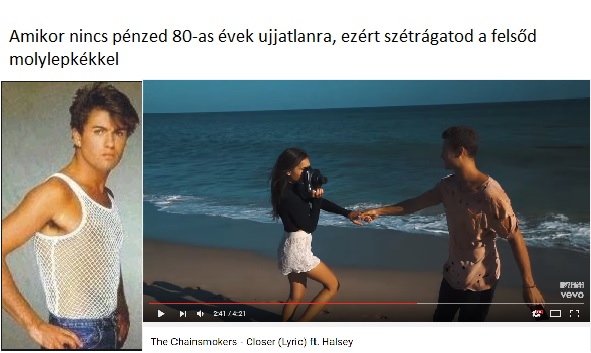 Amikor nincs pénzed 80-as évek ujjatlanra, ezért szétrágatod a felsőd
molylepkékkel
vevo
2:41 / 4:21
The Chainsmokers - Closer (Lyric) ft. Halsey